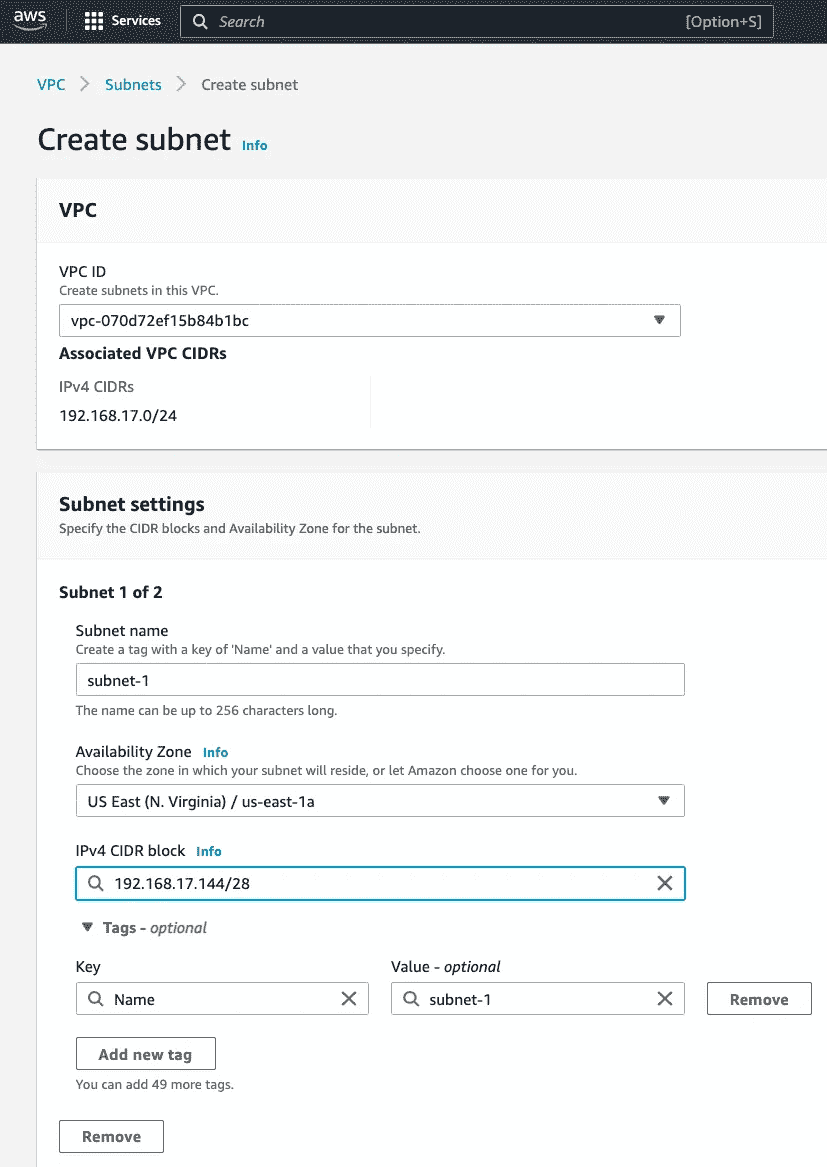 aws Services Search [Option+S]
VPC > Subnets > Create subnet
Create subnet Info
VPC
VPC ID
Create subnets in this VPC.
vpc-070d72ef15b84b1bc
Associated VPC CIDRs
IPv4 CIDRs
192.168.17.0/24
Subnet settings
Specify the CIDR blocks and Availability Zone for the subnet.
Subnet 1 of 2
Subnet name
Create a tag with a key of 'Name' and a value that you specify.
subnet-1
The name can be up to 256 characters long.
Availability Zone Info
Choose the zone in which your subnet will reside, or let Amazon choose one for you.
US East (N. Virginia) / us-east-1a
IPv4 CIDR block Info
192.168.17.144/28
Tags - optional
Key Value - optional
Name subnet-1 Remove
Add new tag
You can add 49 more tags.
Remove